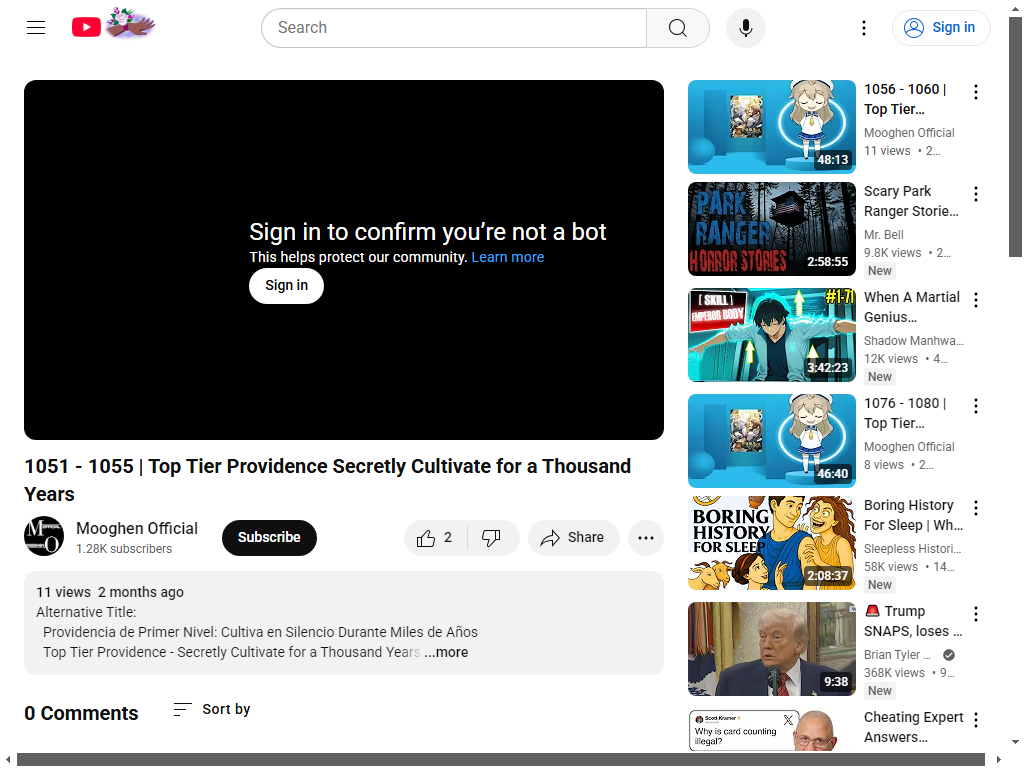 Search
Sign in
Sign in to confirm you’re not a bot
This helps protect our community. Learn more
Sign in
1051 - 1055 | Top Tier Providence Secretly Cultivate for a Thousand
Years
Mooghen Official
1.28K subscribers
Subscribe
2
Share
11 views 2 months ago
Alternative Title:
Providencia de Primer Nivel: Cultiva en Silencio Durante Miles de Años
Top Tier Providence - Secretly Cultivate for a Thousand Years ...more
0 Comments
Sort by
48:13
1056 - 1060 |
Top Tier…
Mooghen Official
11 views • 2…
PARK
RANGER
HORROR STORIES
2:58:55
Scary Park
Ranger Storie…
Mr. Bell
9.8K views • 2…
New
[ SKILL ]
EMPEROR BODY
#1-71
3:42:23
When A Martial
Genius…
Shadow Manhwa…
12K views • 4…
New
46:40
1076 - 1080 |
Top Tier…
Mooghen Official
8 views • 2…
BORING
HISTORY
FOR SLEEP
2:08:37
Boring History
For Sleep | Wh…
Sleepless Histori…
58K views • 14…
New
9:38
🚨 Trump
SNAPS, loses …
Brian Tyler …
368K views • 9…
New
Scott Kramer
Why is card counting
illegal?
Cheating Expert
Answers…